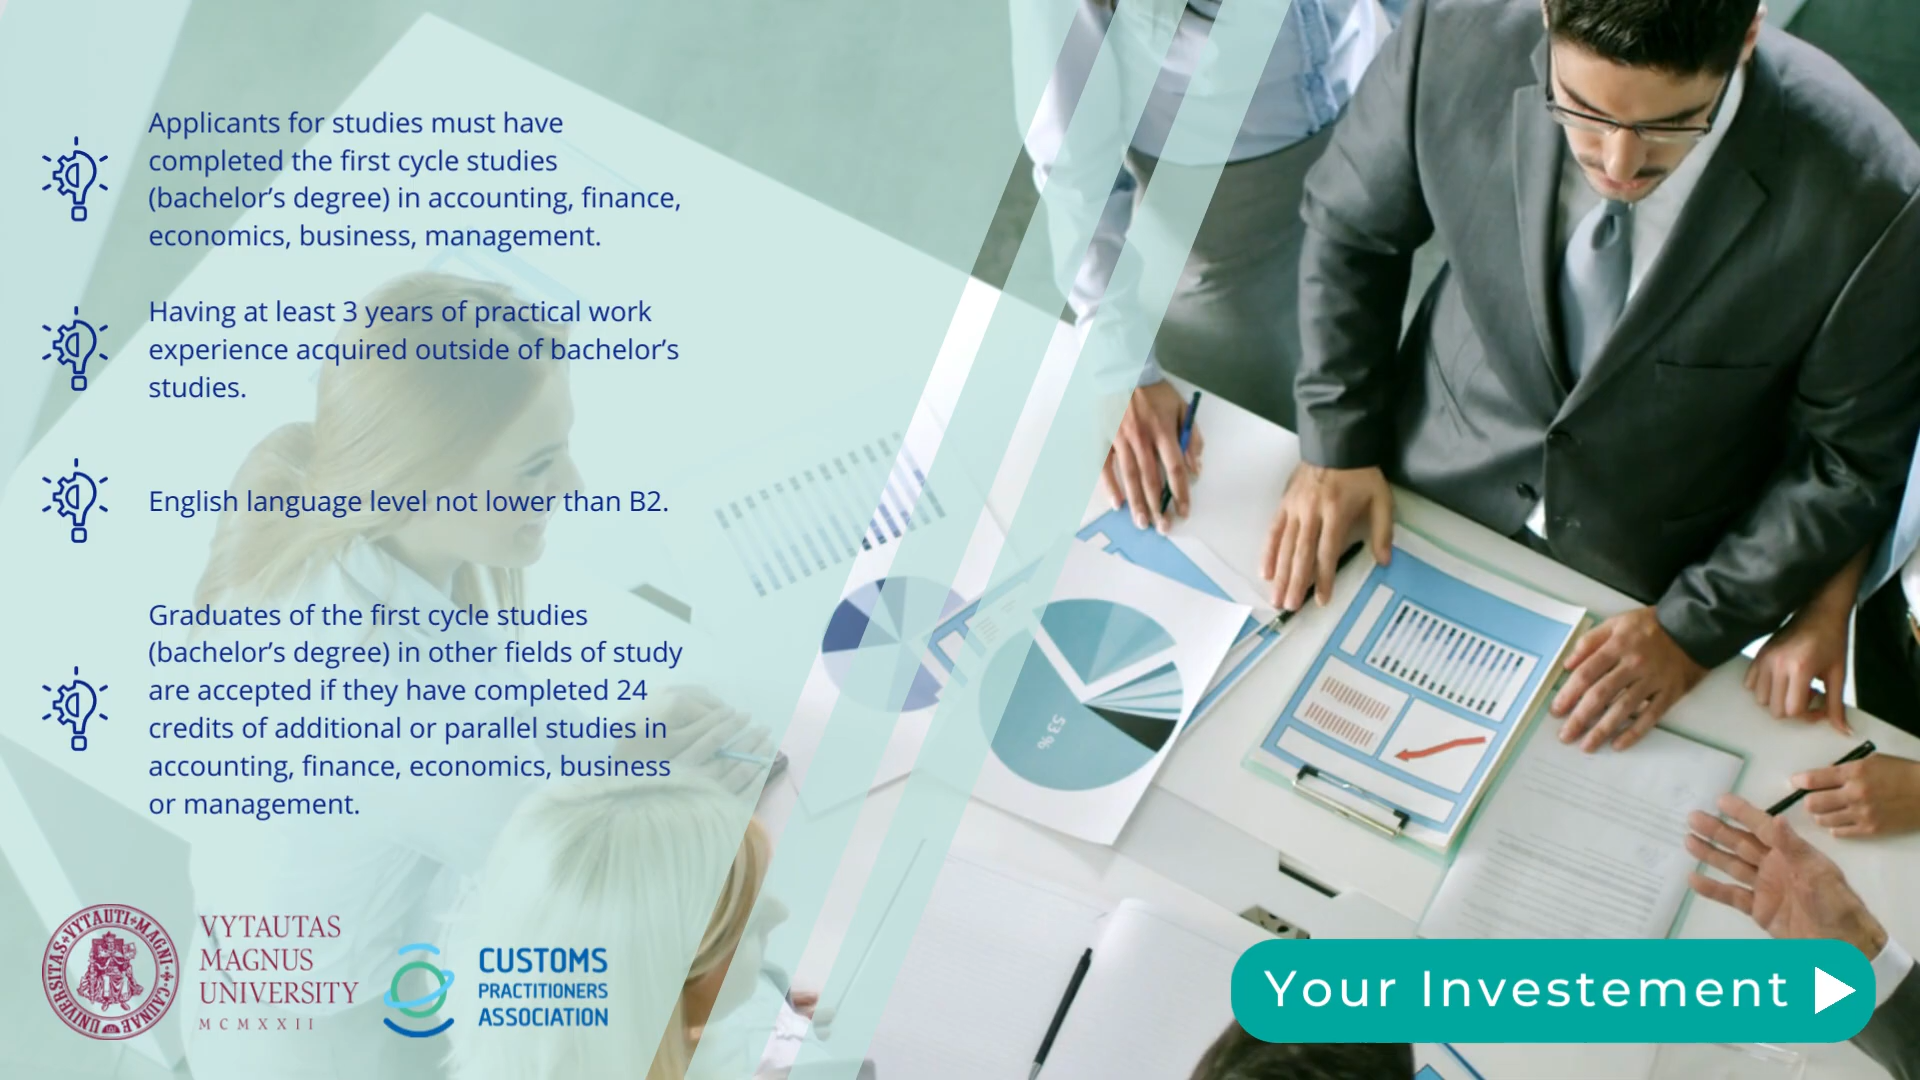 Applicants for studies must have
completed the first cycle studies
(bachelor’s degree) in accounting, finance,
economics, business, management.
Having at least 3 years of practical work
experience acquired outside of bachelor’s
studies.
English language level not lower than B2.
Graduates of the first cycle studies
(bachelor’s degree) in other fields of study
are accepted if they have completed 24
credits of additional or parallel studies in
accounting, finance, economics, business
or management.
53 %
UNIVERSITAS VYTAUTI MAGNI CAUNAE
VYTAUTAS
MAGNUS
UNIVERSITY
MCMXXII
CUSTOMS
PRACTITIONERS
ASSOCIATION
Your Investement